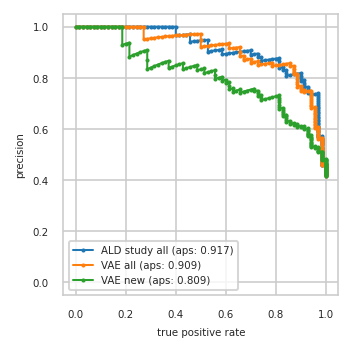 1.0
0.8
0.6
0.4
0.2
0.0
precision
ALD study all (aps: 0.917)
VAE all (aps: 0.909)
VAE new (aps: 0.809)
0.0 0.2 0.4 0.6 0.8 1.0
true positive rate